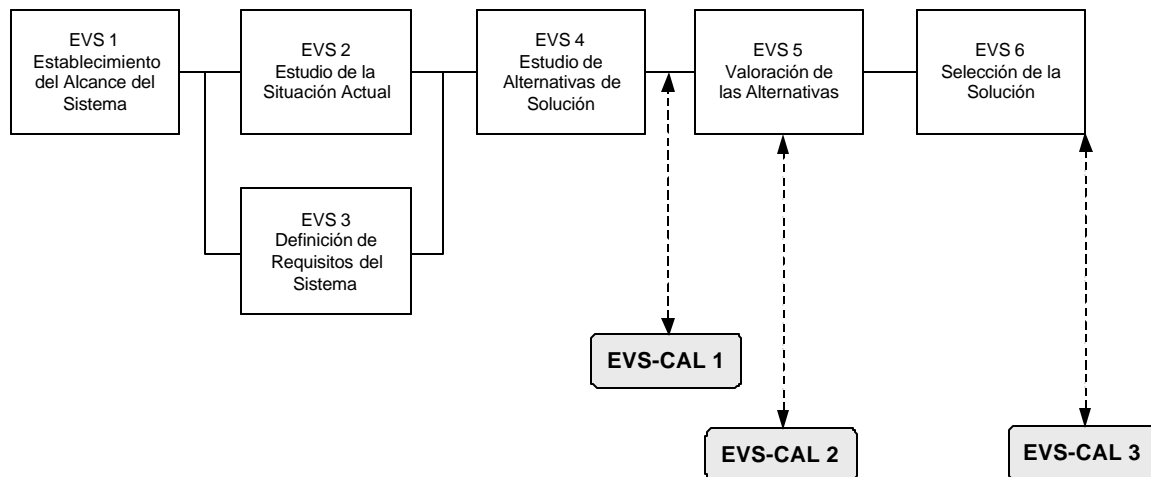 EVS 1
Establecimiento
del Alcance del
Sistema
EVS 2
Estudio de la
Situación Actual
EVS 4
Estudio de
Alternativas de
Solución
EVS 5
Valoración de
las Alternativas
EVS 6
Selección de la
Solución
EVS 3
Definición de
Requisitos del
Sistema
EVS-CAL 1
EVS-CAL 2
EVS-CAL 3